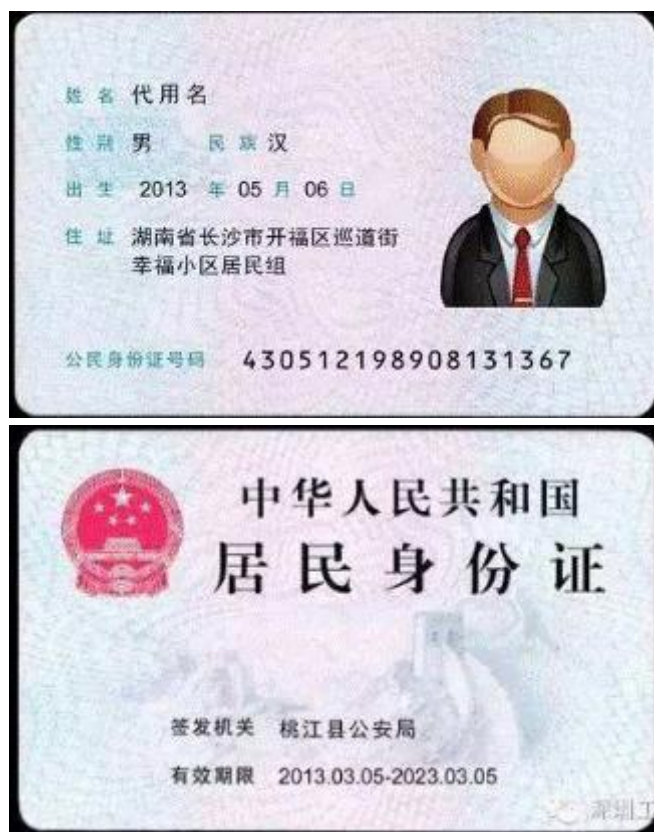 姓名 代用名
性别 男 民族 汉
出生 2013 年 05 月 06 日
住址 湖南省长沙市开福区巡道街
幸福小区居民组
公民身份证号码 430512198908131367
中华人民共和国
居民身份证
签发机关 桃江县公安局
有效期限 2013.03.05-2023.03.05
深圳工